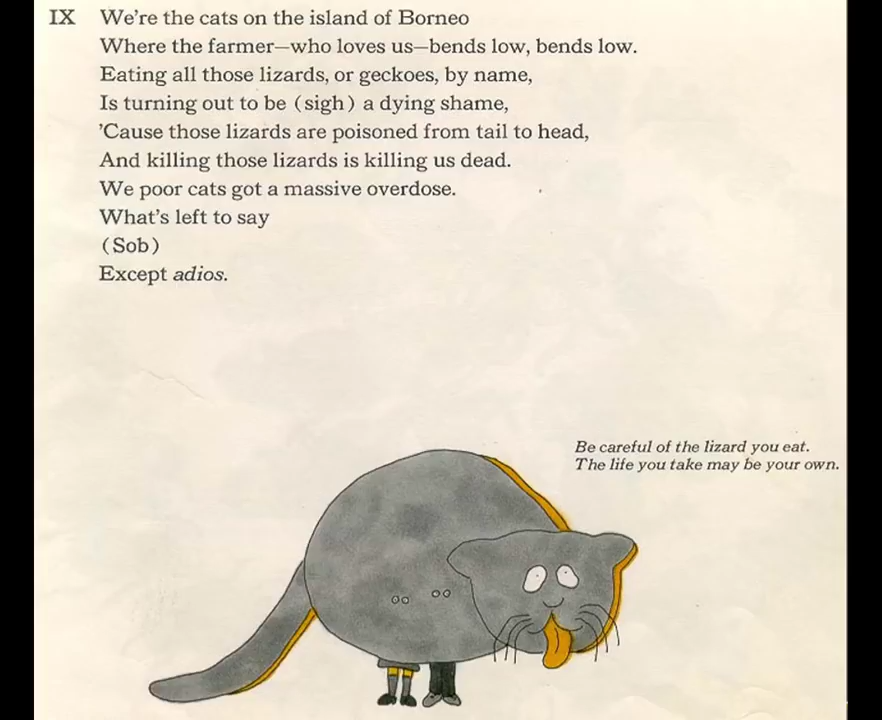 IX We're the cats on the island of Borneo
Where the farmer—who loves us—bends low, bends low.
Eating all those lizards, or geckoes, by name,
Is turning out to be (sigh) a dying shame,
'Cause those lizards are poisoned from tail to head,
And killing those lizards is killing us dead.
We poor cats got a massive overdose.
What's left to say
(Sob)
Except adios.
Be careful of the lizard you eat.
The life you take may be your own.